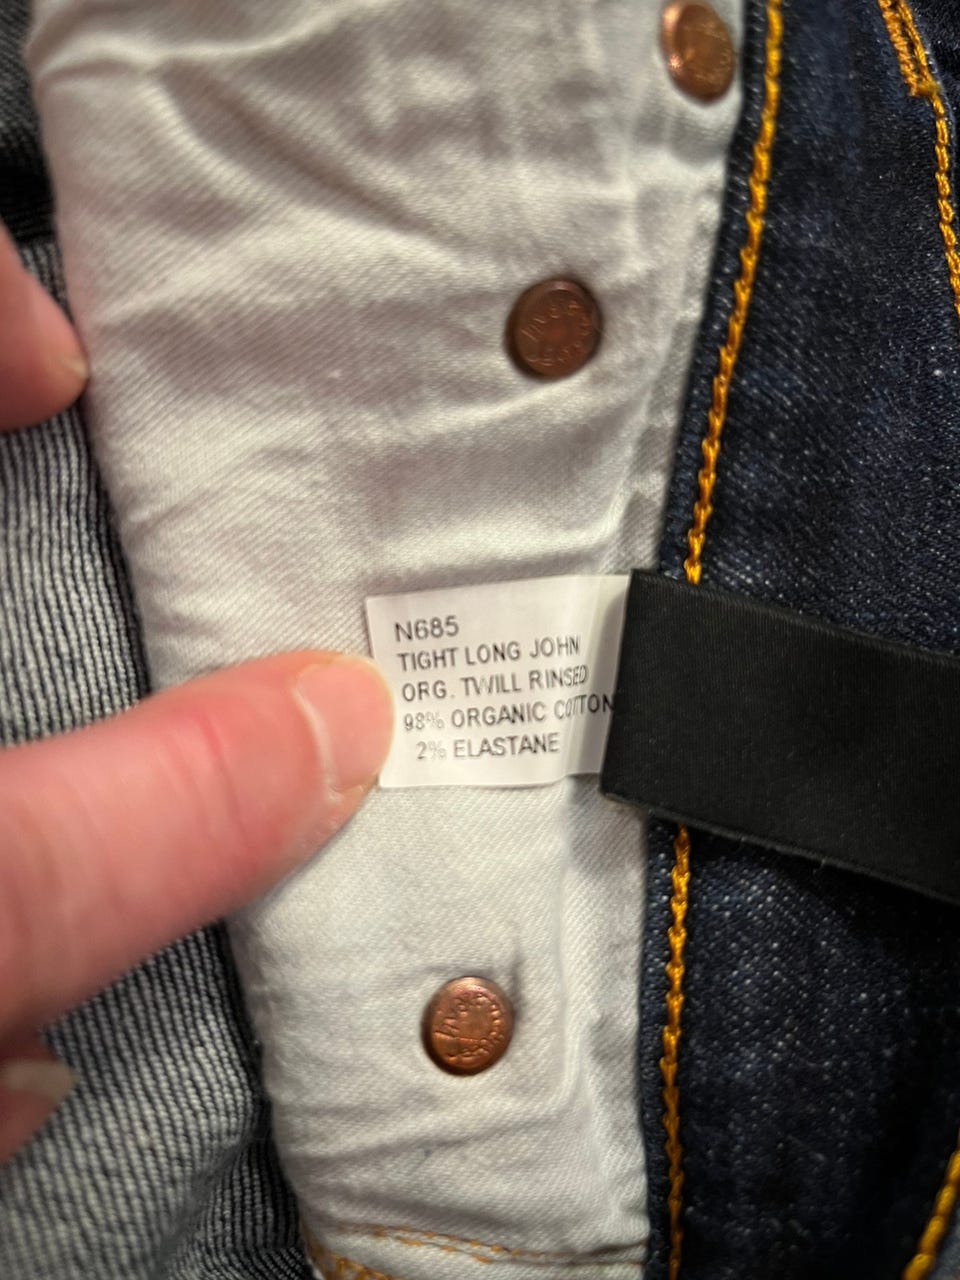 N685
TIGHT LONG JOHN
ORG. TWILL RINSED
98% ORGANIC COTTON
2% ELASTANE